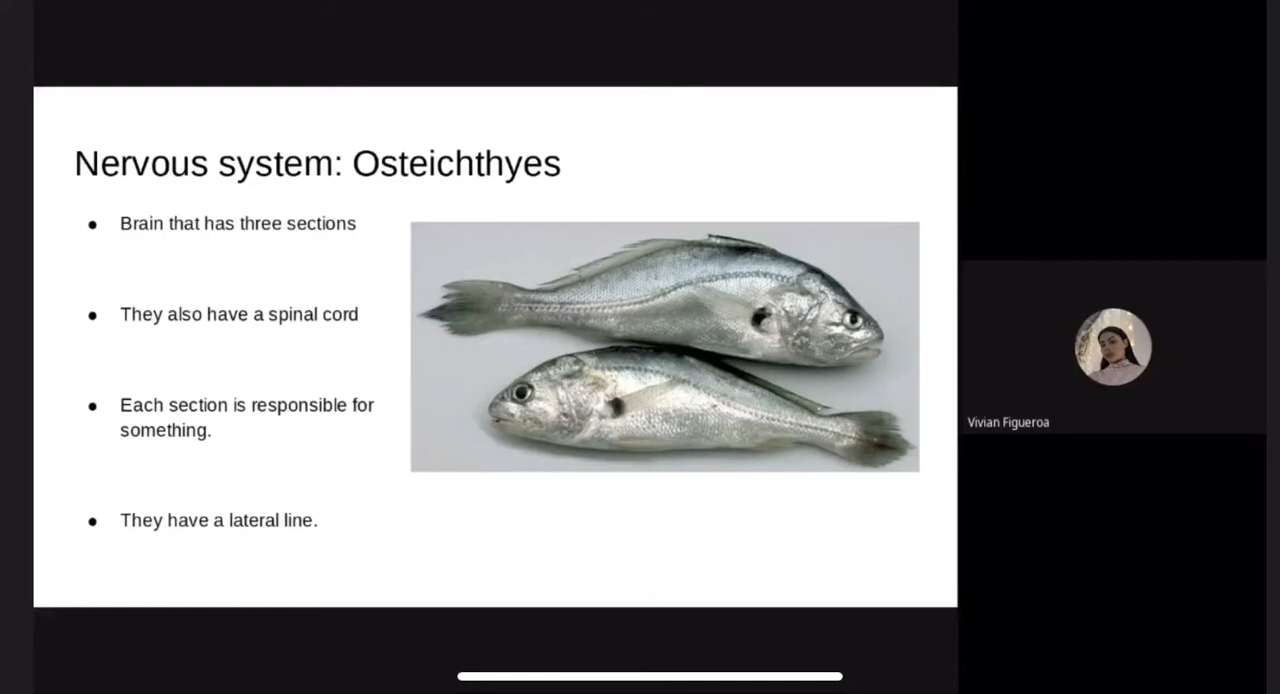 Nervous system: Osteichthyes
● Brain that has three sections
● They also have a spinal cord
● Each section is responsible for
something.
● They have a lateral line.
Vivian Figueroa